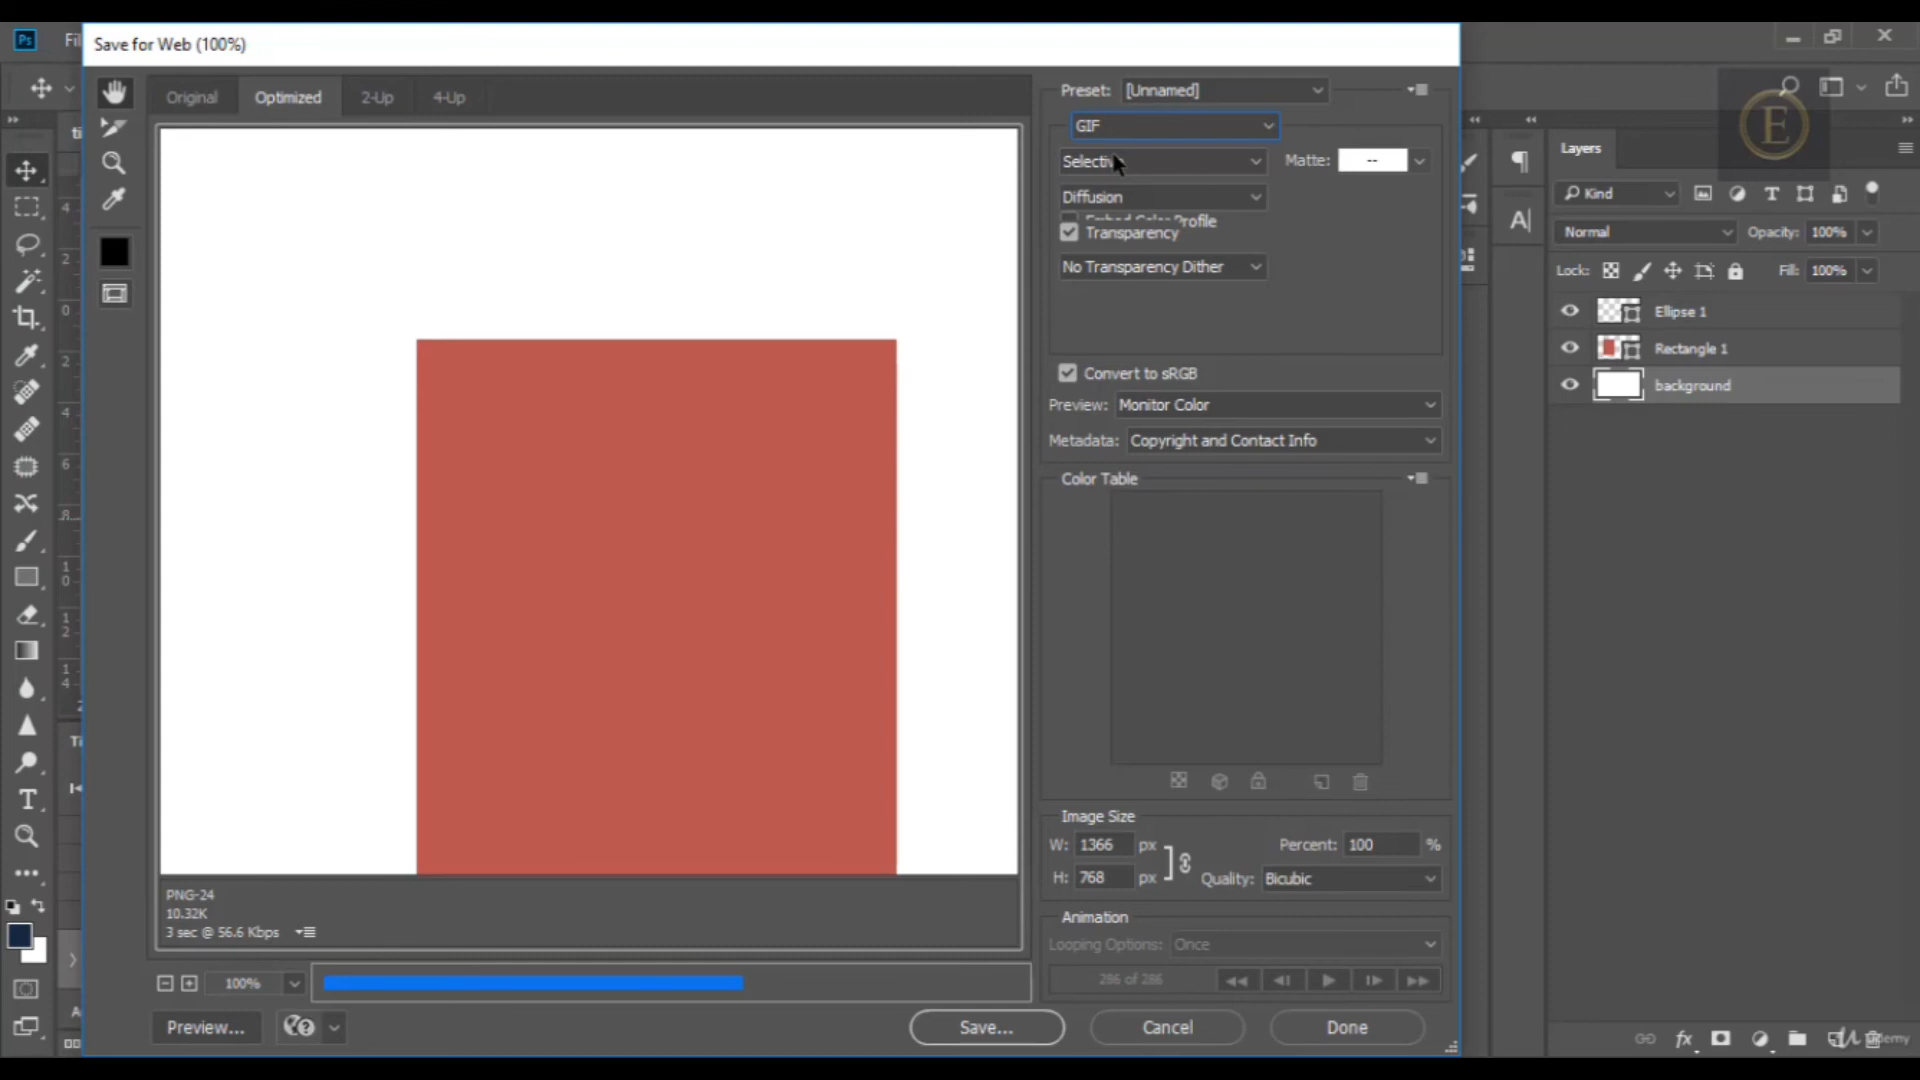 Ps
Fil
Save for Web (100%)
Original
Optimized
2-Up
4-Up
PNG-24
10.32K
3 sec @ 56.6 Kbps
100%
Preview...
Save...
Cancel
Done
Preset:
[Unnamed]
GIF
Selective
Matte:
--
Diffusion
Transparency
No Transparency Dither
Convert to sRGB
Preview:
Monitor Color
Metadata:
Copyright and Contact Info
Color Table
Image Size
W:
1366
px
Percent:
100
%
H:
768
px
Quality:
Bicubic
Animation
Looping Options:
Once
286 of 286
E
Layers
Kind
Normal
Opacity:
100%
Lock:
Fill:
100%
Ellipse 1
Rectangle 1
background
Udemy